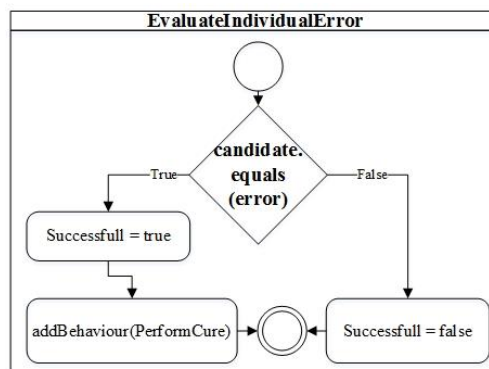 EvaluateIndividualError
candidate.
equals
(error)
True
False
Successfull = true
addBehaviour(PerformCure)
Successfull = false